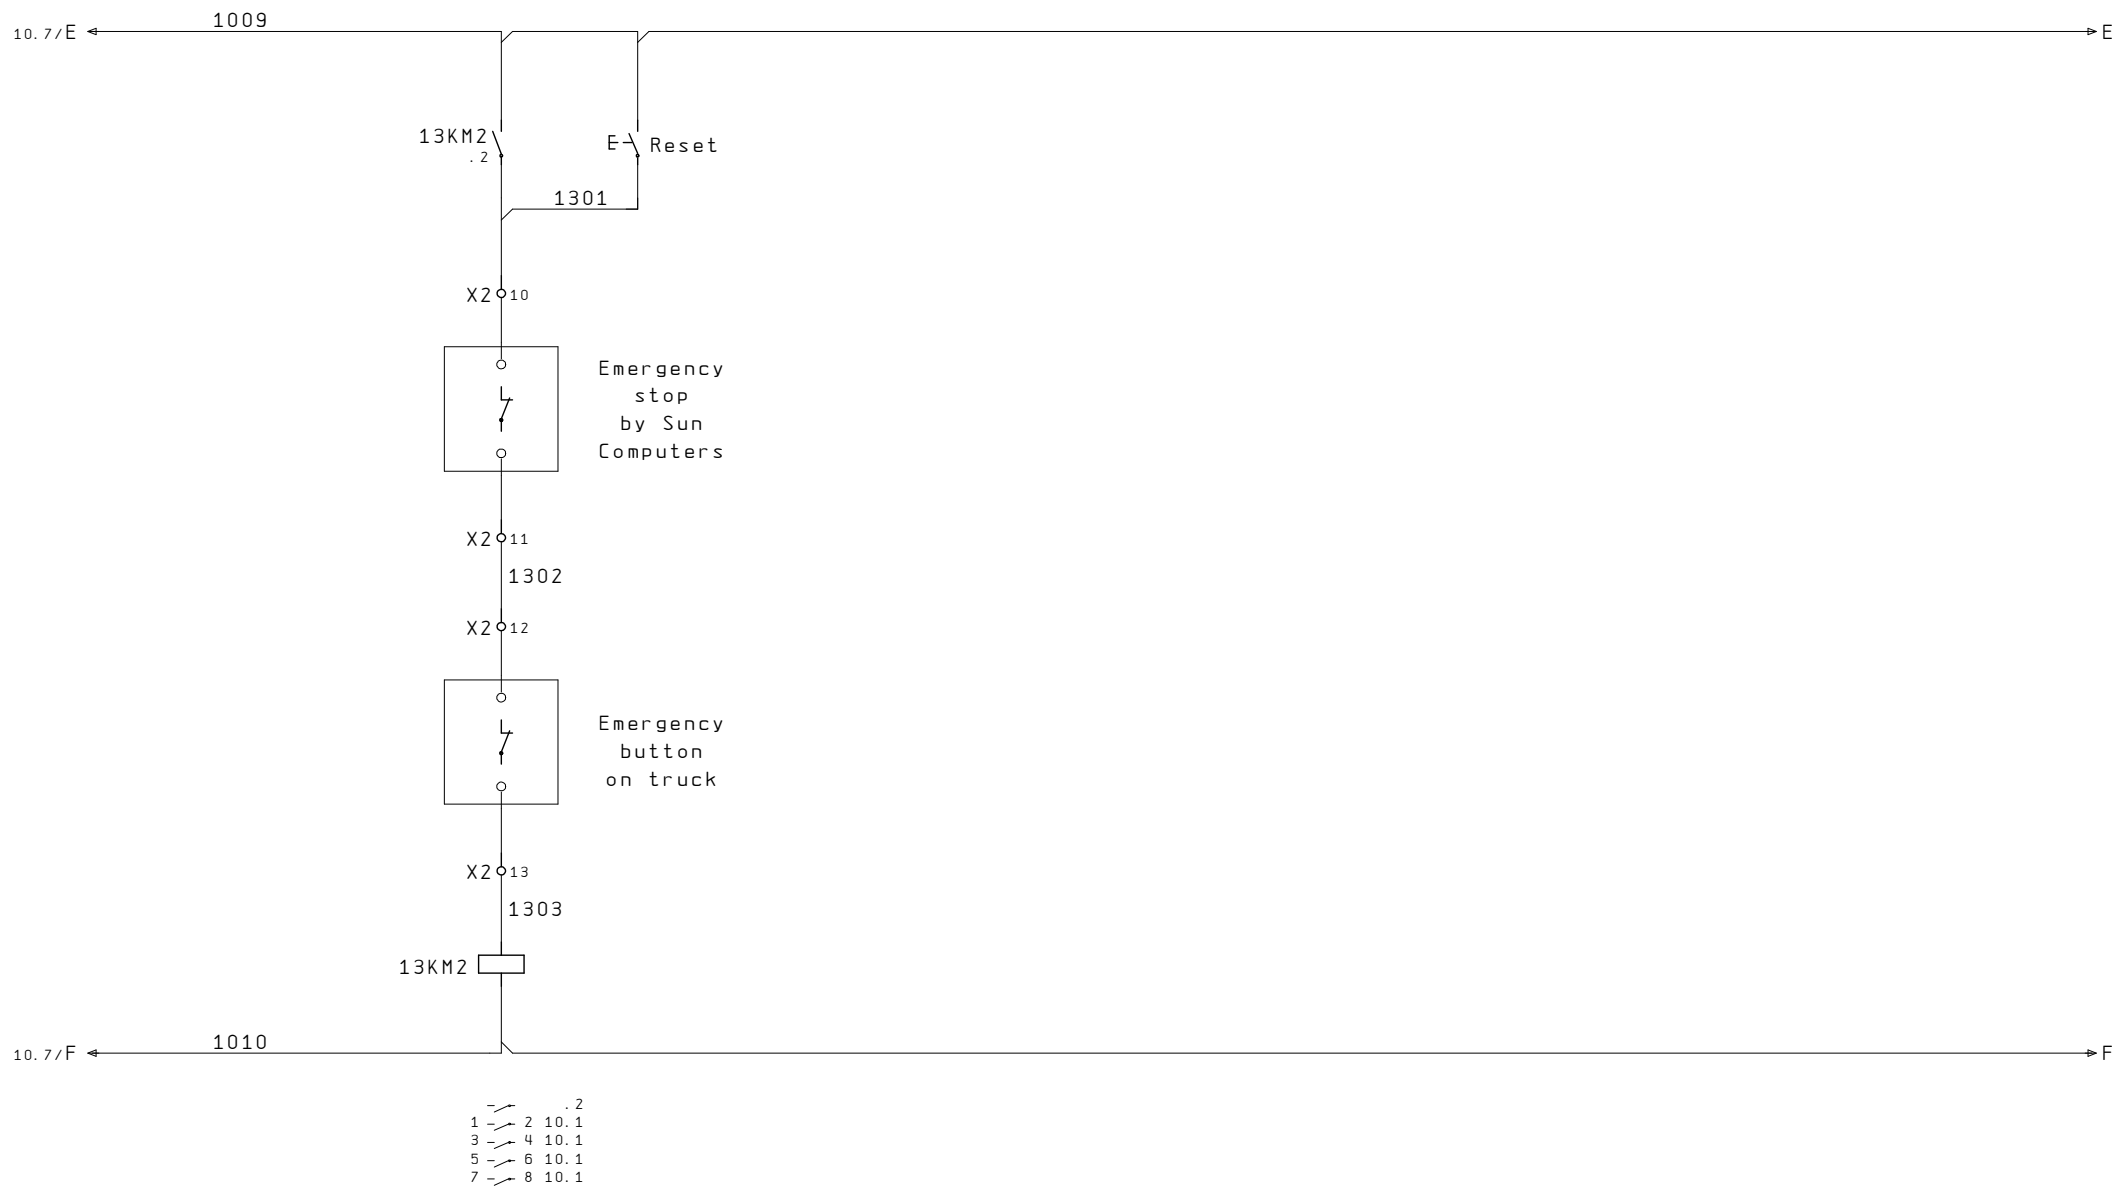 1009
10.7/E E
13KM2
.2
E Reset
1301
X2 10
Emergency
stop
by Sun
Computers
X2 11
1302
X2 12
Emergency
button
on truck
X2 13
1303
13KM2
1010
10.7/F F
.2
1 2 10.1
3 4 10.1
5 6 10.1
7 8 10.1